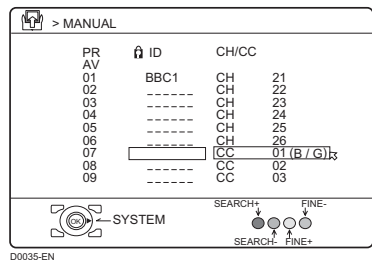 > MANUAL
PR ID CH/CC
AV
01 BBC1 CH 21
02 _ _ _ _ _ _ CH 22
03 _ _ _ _ _ _ CH 23
04 _ _ _ _ _ _ CH 24
05 _ _ _ _ _ _ CH 25
06 _ _ _ _ _ _ CH 26
07 CC 01 (B / G)
08 _ _ _ _ _ _ CC 02
09 _ _ _ _ _ _ CC 03
SEARCH+ FINE-
OK SYSTEM
SEARCH- FINE+
D0035-EN